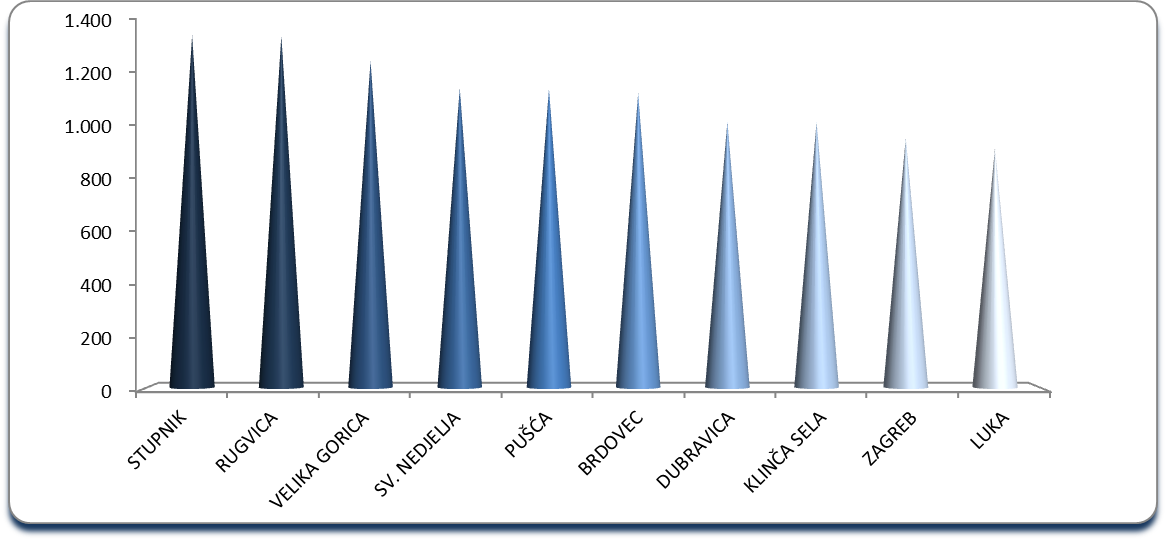 1.400
1.200
1.000
800
600
400
200
0
STUPNIK
RUGVICA
VELIKA GORICA
SV. NEDJELJA
PUŠĆA
BRDOVEC
DUBRAVICA
KLINČA SELA
ZAGREB
LUKA